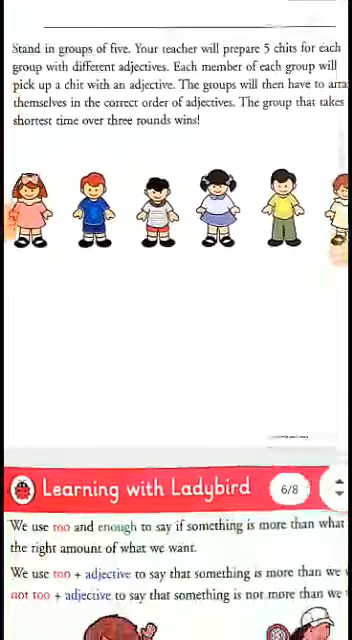 Stand in groups of five. Your teacher will prepare 5 chits for each
group with different adjectives. Each member of each group will
pick up a chit with an adjective. The groups will then have to arra
themselves in the correct order of adjectives. The group that takes
shortest time over three rounds wins!
Learning with Ladybird 6/8
We use too and enough to say if something is more than what
the right amount of what we want.
We use too + adjective to say that something is more than we
not too + adjective to say that something is not more than we